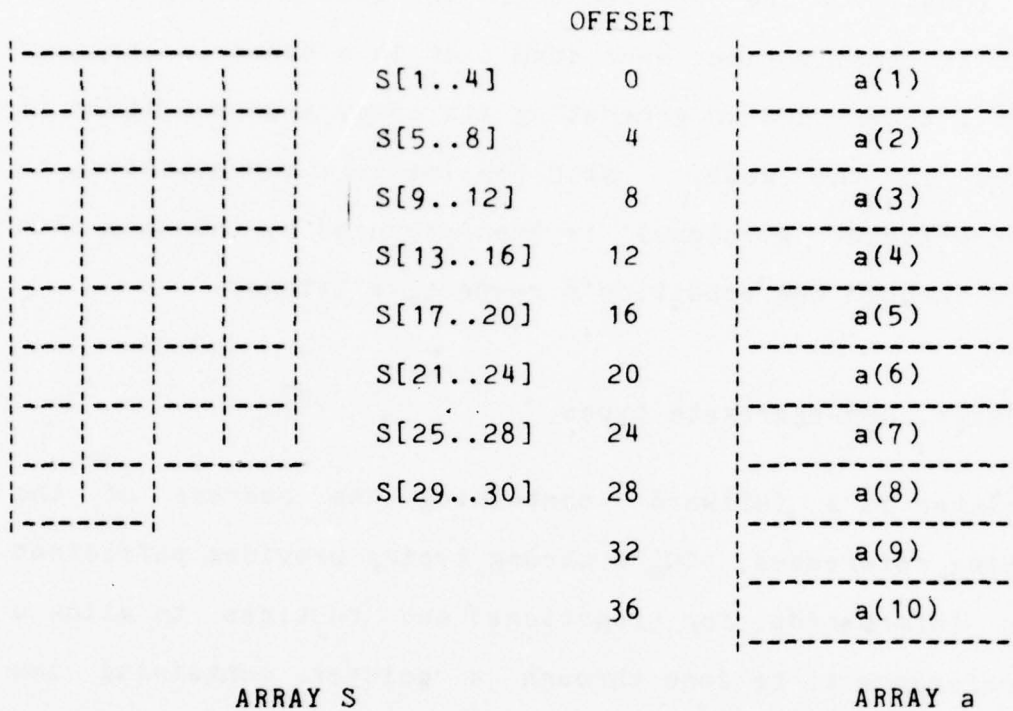 OFFSET
S[1..4] 0 a(1)
S[5..8] 4 a(2)
S[9..12] 8 a(3)
S[13..16] 12 a(4)
S[17..20] 16 a(5)
S[21..24] 20 a(6)
S[25..28] 24 a(7)
S[29..30] 28 a(8)
32 a(9)
36 a(10)
ARRAY S ARRAY a